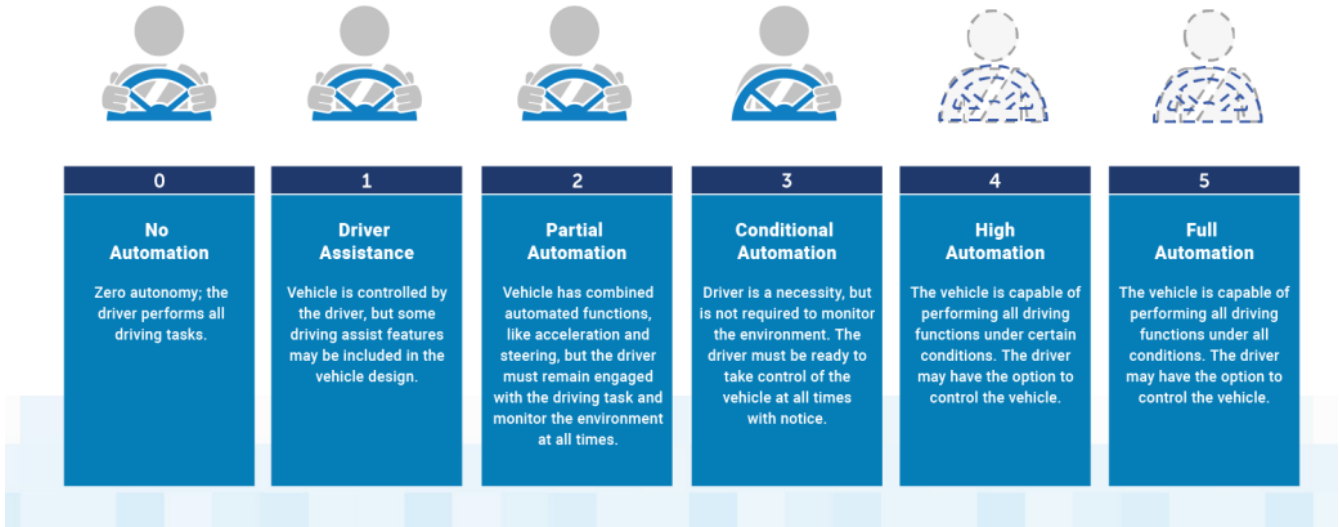 0
No
Automation
Zero autonomy; the
driver performs all
driving tasks.
1
Driver
Assistance
Vehicle is controlled by
the driver, but some
driving assist features
may be included in the
vehicle design.
2
Partial
Automation
Vehicle has combined
automated functions,
like acceleration and
steering, but the driver
must remain engaged
with the driving task and
monitor the environment
at all times.
3
Conditional
Automation
Driver is a necessity, but
is not required to monitor
the environment. The
driver must be ready to
take control of the
vehicle at all times
with notice.
4
High
Automation
The vehicle is capable of
performing all driving
functions under certain
conditions. The driver
may have the option to
control the vehicle.
5
Full
Automation
The vehicle is capable of
performing all driving
functions under all
conditions. The driver
may have the option to
control the vehicle.